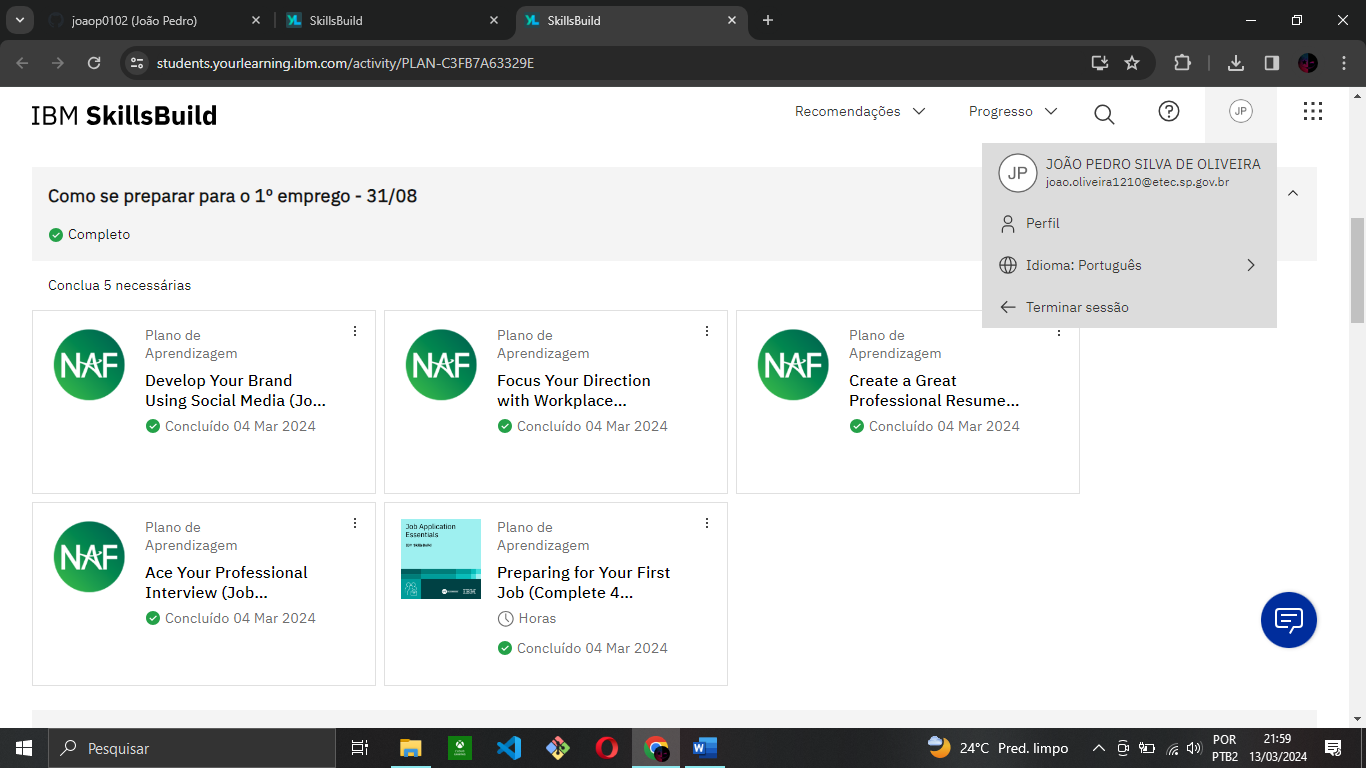 joaop0102 (João Pedro)
SkillsBuild
SkillsBuild
students.yourlearning.ibm.com/activity/PLAN-C3FB7A63329E
IBM SkillsBuild
Recomendações
Progresso
JP
JP
JOÃO PEDRO SILVA DE OLIVEIRA
joao.oliveira1210@etec.sp.gov.br
Perfil
Idioma: Português
Terminar sessão
Como se preparar para o 1º emprego - 31/08
Completo
Conclua 5 necessárias
NAF
Plano de
Aprendizagem
Develop Your Brand
Using Social Media (Jo...
Concluído 04 Mar 2024
NAF
Plano de
Aprendizagem
Focus Your Direction
with Workplace...
Concluído 04 Mar 2024
NAF
Plano de
Aprendizagem
Create a Great
Professional Resume...
Concluído 04 Mar 2024
NAF
Plano de
Aprendizagem
Ace Your Professional
Interview (Job...
Concluído 04 Mar 2024
Job Application
Essentials
IBM
Plano de
Aprendizagem
Preparing for Your First
Job (Complete 4...
Horas
Concluído 04 Mar 2024
Pesquisar
24°C Pred. limpo
POR
PTB2
21:59
13/03/2024